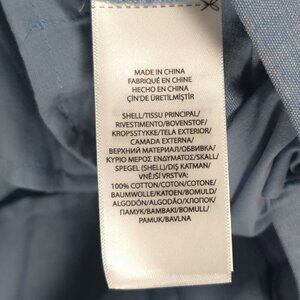 MADE IN CHINA
FABRIQUÉ EN CHINE
HECHO EN CHINA
ÇİN'DE ÜRETİLMİŞTİR
SHELL/TISSU PRINCIPAL/
RIVESTIMENTO/BOVENSTOF/
KROPSSTYKKE/TELA EXTERIOR/
CAMADA EXTERNA/
ВЕРХНИЙ МАТЕРИАЛ/ОБШИВКА/
ΚΥΡΙΟ ΜΕΡΟΣ ΕΝΔΥΜΑΤΟΣ/SKALL/
SPEGEL (SHELL)/DIŞ KATMAN/
VNĚJŠÍ VRSTVA:
100% COTTON/COTON/COTONE/
BAUMWOLLE/KATOEN/BOMULD/
ALGODÓN/ALGODÃO/ХЛОПОК
ΠΑΜΥΚ/BAMBAKI/BOMULL/
PAMUK/BAVLNA